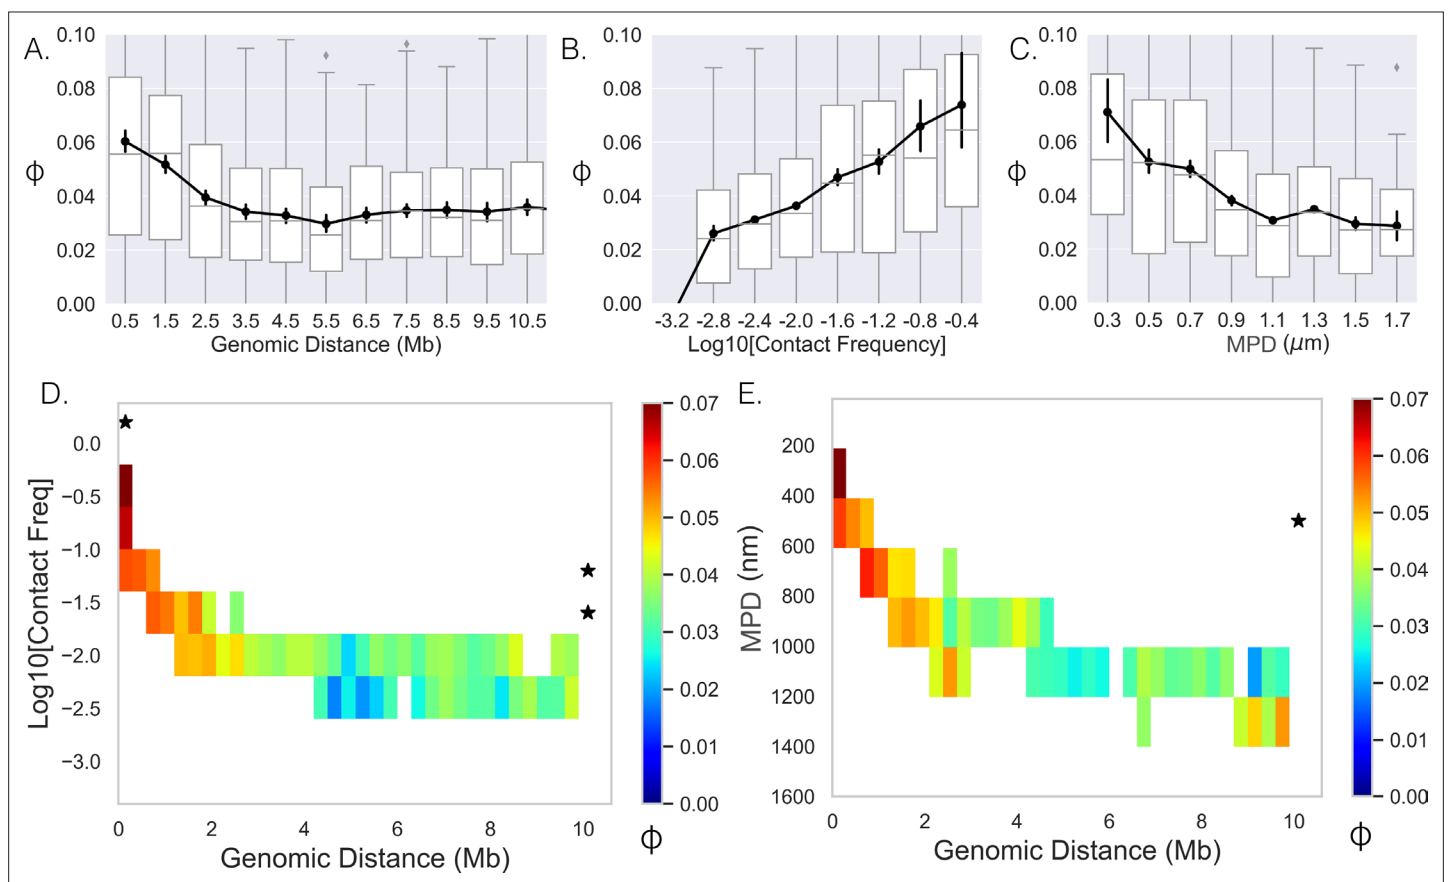 A.
0.10
0.08
0.06
ϕ
0.04
0.02
0.00
0.5 1.5 2.5 3.5 4.5 5.5 6.5 7.5 8.5 9.5 10.5
Genomic Distance (Mb)
B.
0.10
0.08
0.06
ϕ
0.04
0.02
0.00
-3.2 -2.8 -2.4 -2.0 -1.6 -1.2 -0.8 -0.4
Log10[Contact Frequency]
C.
0.10
0.08
0.06
ϕ
0.04
0.02
0.00
0.3 0.5 0.7 0.9 1.1 1.3 1.5 1.7
MPD (μm)
D.
Log10[Contact Freq]
0.0
−0.5
−1.0
−1.5
−2.0
−2.5
−3.0
0 2 4 6 8 10
Genomic Distance (Mb)
0.07
0.06
0.05
0.04
0.03
0.02
0.01
0.00
ϕ
E.
MPD (nm)
200
400
600
800
1000
1200
1400
1600
0 2 4 6 8 10
Genomic Distance (Mb)
0.07
0.06
0.05
0.04
0.03
0.02
0.01
0.00
ϕ